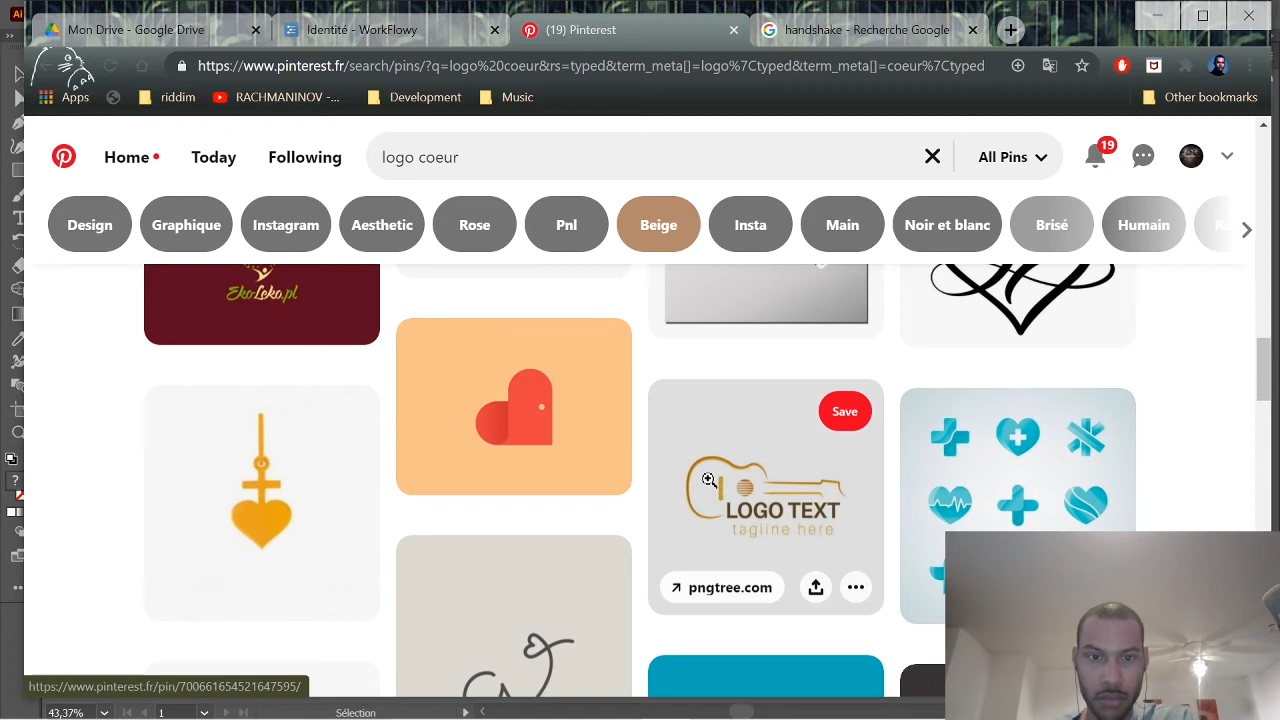 Ai
Mon Drive - Google Drive
Identité - WorkFlowy
(19) Pinterest
handshake - Recherche Google
https://www.pinterest.fr/search/pins/?q=logo%20coeur&rs=typed&term_meta[]=logo%7Ctyped&term_meta[]=coeur%7Ctyped
Apps
riddim
RACHMANINOV -...
Development
Music
Other bookmarks
Home
Today
Following
logo coeur
All Pins
19
Design
Graphique
Instagram
Aesthetic
Rose
Pnl
Beige
Insta
Main
Noir et blanc
Brisé
Humain
EkoLeko.pl
Save
LOGO TEXT
tagline here
pngtree.com
https://www.pinterest.fr/pin/700661654521647595/
43,37%
1
Sélection